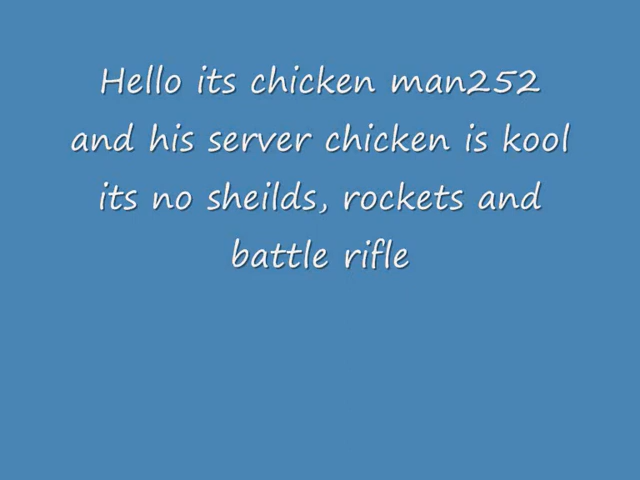 Hello its chicken man252
and his server chicken is kool
its no sheilds, rockets and
battle rifle